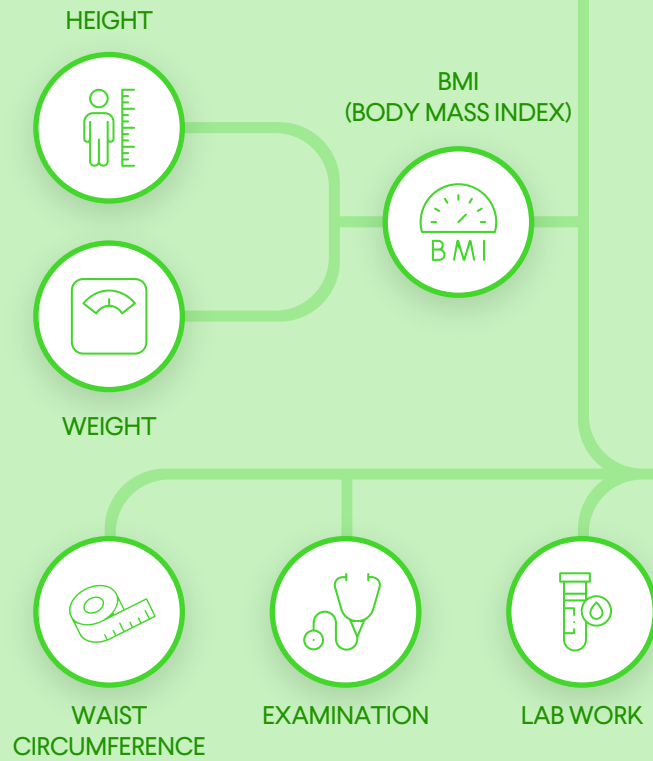 HEIGHT
BMI
(BODY MASS INDEX)
BMI
WEIGHT
WAIST
CIRCUMFERENCE
EXAMINATION
LAB WORK